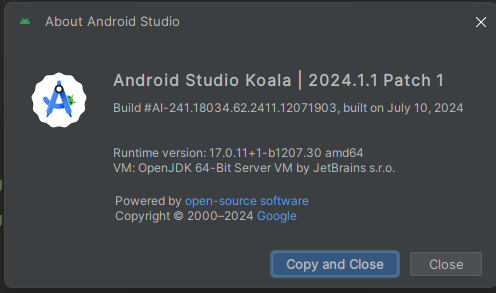 About Android Studio
Android Studio Koala | 2024.1.1 Patch 1
Build #AI-241.18034.62.2411.12071903, built on July 10, 2024
Runtime version: 17.0.11+1-b1207.30 amd64
VM: OpenJDK 64-Bit Server VM by JetBrains s.r.o.
Powered by open-source software
Copyright © 2000–2024 Google
Copy and Close
Close